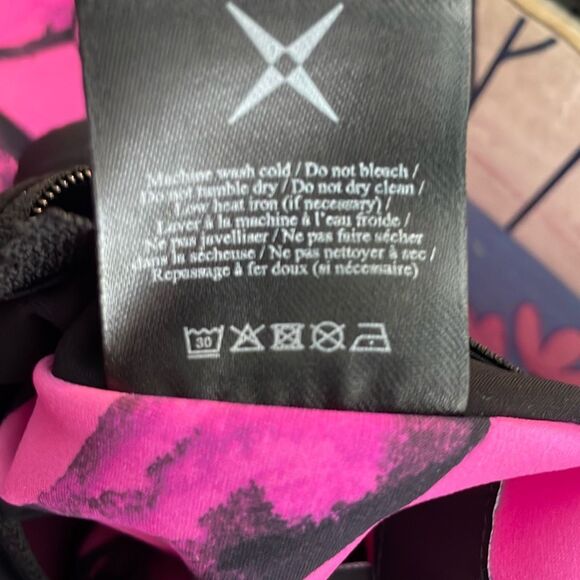 Machine wash cold / Do not bleach /
Do not tumble dry / Do not dry clean /
Low heat iron (if necessary) /
Laver à la machine à l'eau froide /
Ne pas javelliser / Ne pas faire sécher
dans la sécheuse / Ne pas nettoyer à sec /
Repassage à fer doux (si nécessaire)
30